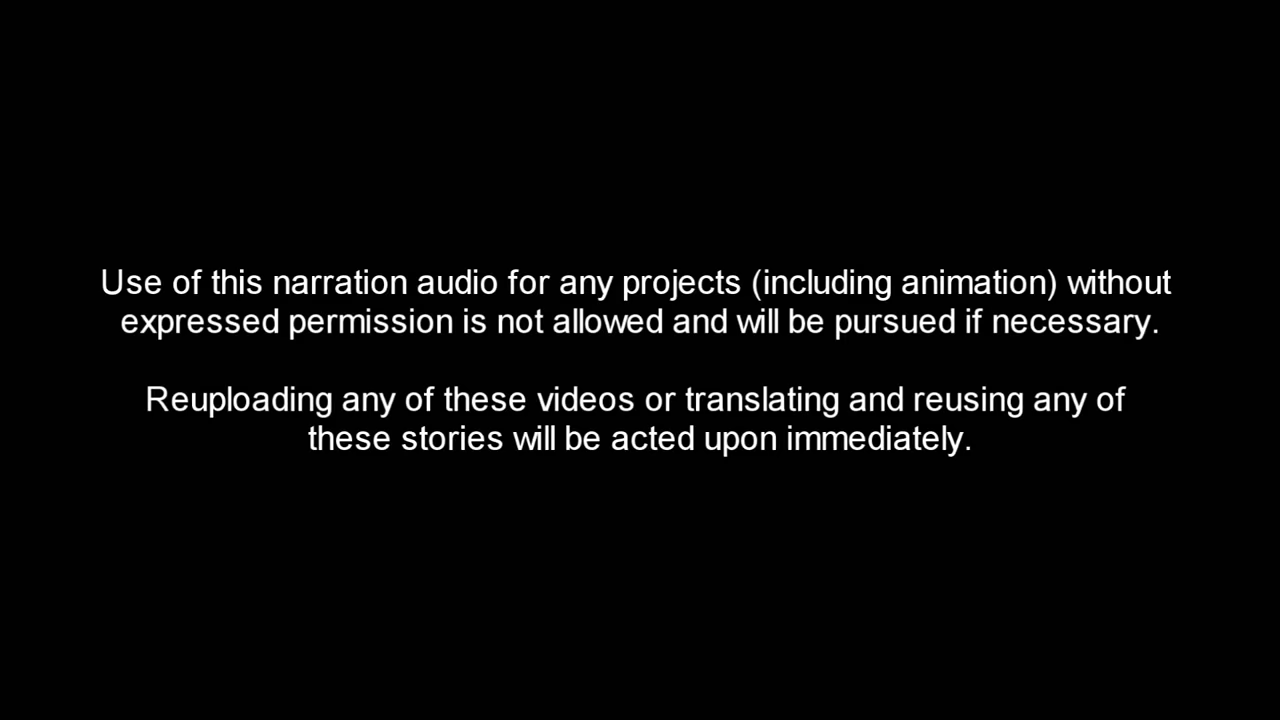 Use of this narration audio for any projects (including animation) without
expressed permission is not allowed and will be pursued if necessary.
Reuploading any of these videos or translating and reusing any of
these stories will be acted upon immediately.